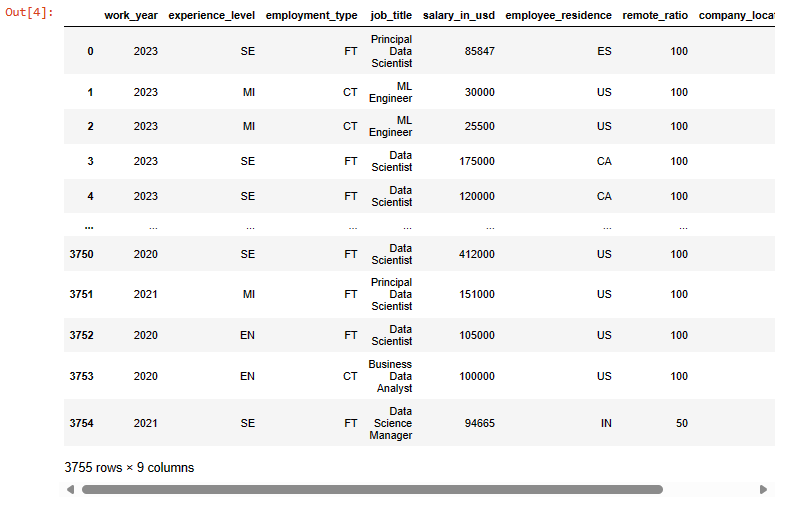 Out[4]:
work_year experience_level employment_type job_title salary_in_usd employee_residence remote_ratio company_locat
0 2023 SE FT Principal Data Scientist 85847 ES 100
1 2023 MI CT ML Engineer 30000 US 100
2 2023 MI CT ML Engineer 25500 US 100
3 2023 SE FT Data Scientist 175000 CA 100
4 2023 SE FT Data Scientist 120000 CA 100
... ... ... ... ... ... ... ...
3750 2020 SE FT Data Scientist 412000 US 100
3751 2021 MI FT Principal Data Scientist 151000 US 100
3752 2020 EN FT Data Scientist 105000 US 100
3753 2020 EN CT Business Data Analyst 100000 US 100
3754 2021 SE FT Data Science Manager 94665 IN 50
3755 rows × 9 columns